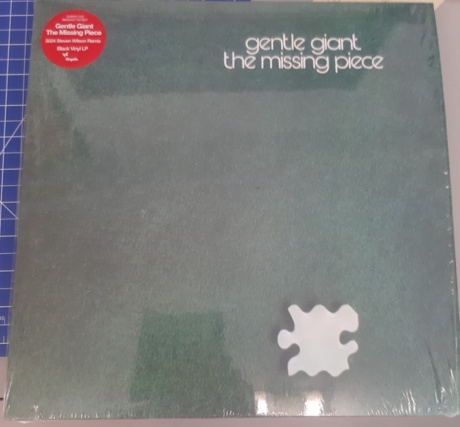 Gentle Giant
The Missing Piece
2024 Steven Wilson Remix
Black Vinyl LP
gentle giant
the missing piece